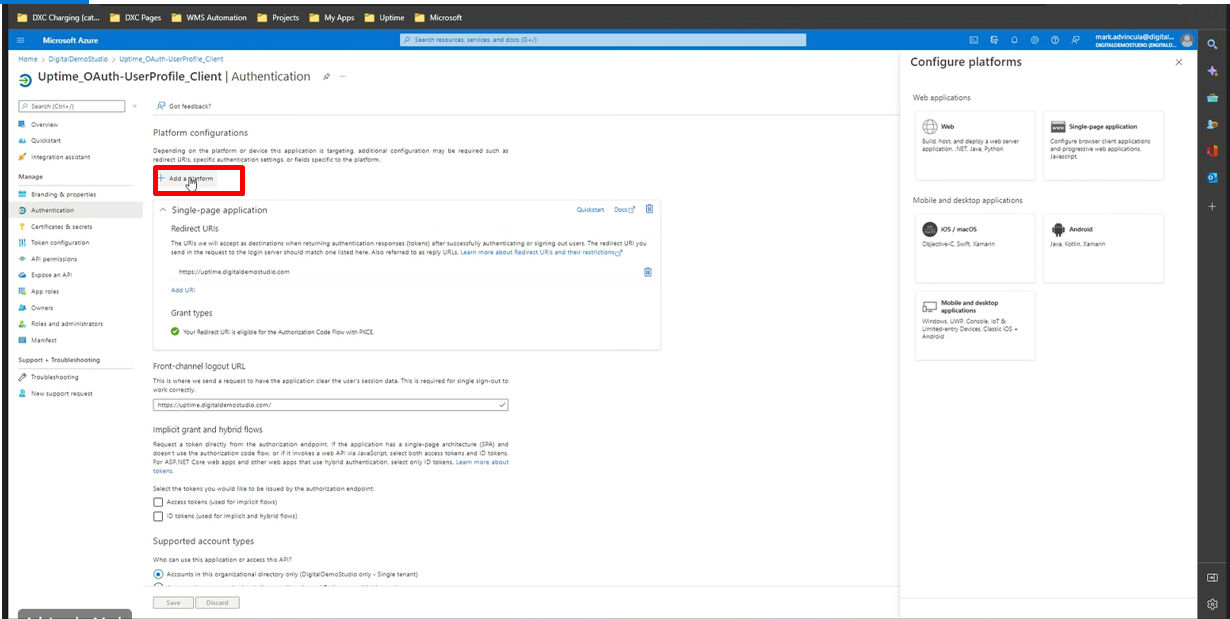 DXC Charging (cat...
DXC Pages
WMS Automation
Projects
My Apps
Uptime
Microsoft
Microsoft Azure
Search resources, services, and docs (G+/)
mark.advincula@digital...
DIGITALDEMOSTUDIO (DIGITALD...
Home > DigitalDemoStudio > Uptime_OAuth-UserProfile_Client
Uptime_OAuth-UserProfile_Client | Authentication
Search (Ctrl+/)
Overview
Quickstart
Integration assistant
Manage
Branding & properties
Authentication
Certificates & secrets
Token configuration
API permissions
Expose an API
App roles
Owners
Roles and administrators
Manifest
Support + Troubleshooting
Troubleshooting
New support request
Got feedback?
Platform configurations
Depending on the platform or device this application is targeting, additional configuration may be required such as
redirect URIs, specific authentication settings, or fields specific to the platform.
Add a platform
Single-page application
Quickstart
Docs
Redirect URIs
The URIs we will accept as destinations when returning authentication responses (tokens) after successfully authenticating or signing out users. The redirect URI you
send in the request to the login server should match one listed here. Also referred to as reply URLs. Learn more about Redirect URIs and their restrictions
https://uptime.digitaldemostudio.com
Add URI
Grant types
Your Redirect URI is eligible for the Authorization Code Flow with PKCE.
Front-channel logout URL
This is where we send a request to have the application clear the user's session data. This is required for single sign-out to
work correctly.
https://uptime.digitaldemostudio.com/
Implicit grant and hybrid flows
Request a token directly from the authorization endpoint. If the application has a single-page architecture (SPA) and
doesn't use the authorization code flow, or if it invokes a web API via JavaScript, select both access tokens and ID tokens.
For ASP.NET Core web apps and other web apps that use hybrid authentication, select only ID tokens. Learn more about
tokens.
Select the tokens you would like to be issued by the authorization endpoint:
Access tokens (used for implicit flows)
ID tokens (used for implicit and hybrid flows)
Supported account types
Who can use this application or access this API?
Accounts in this organizational directory only (DigitalDemoStudio only - Single tenant)
Save
Discard
Configure platforms
Web applications
Web
Build, host, and deploy a web server
application. .NET, Java, Python
Single-page application
Configure browser client applications
and progressive web applications.
Javascript.
Mobile and desktop applications
iOS / macOS
Objective-C, Swift, Xamarin
Android
Java, Kotlin, Xamarin
Mobile and desktop
applications
Windows, UWP, Console, IoT &
Limited-entry Devices, Classic iOS +
Android